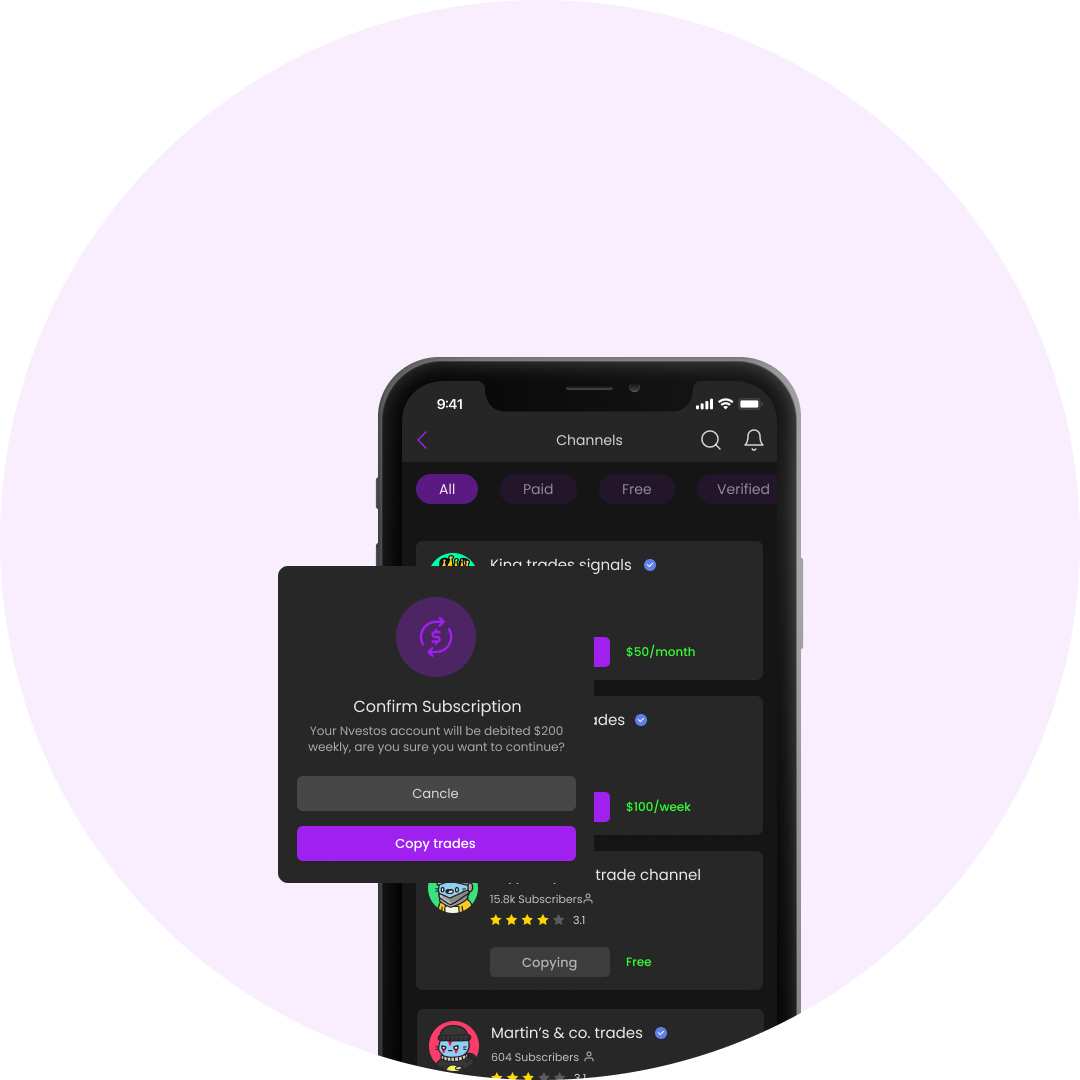 9:41
Channels
All
Paid
Free
Verified
King trades signals
$50/month
Confirm Subscription
Your Nvestos account will be debited $200
weekly, are you sure you want to continue?
Cancle
Copy trades
$100/week
trade channel
15.8k Subscribers
3.1
Copying
Free
Martin’s & co. trades
604 Subscribers
3.1